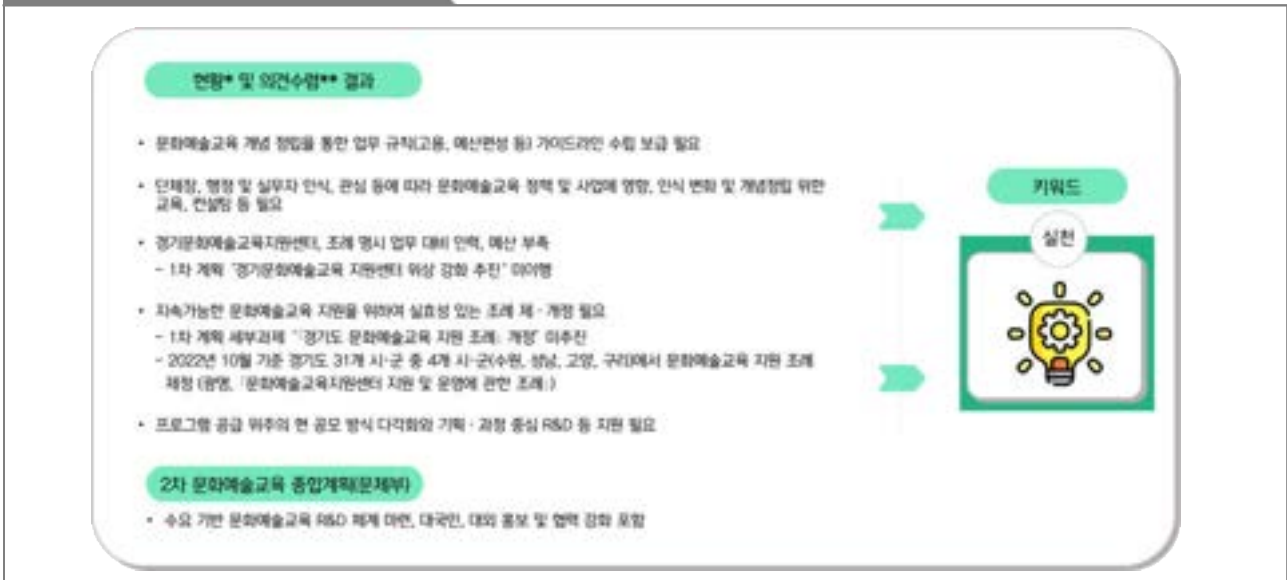 현황* 및 의견수렴** 결과
• 문화예술교육 개념 정립을 통한 업무 규칙(고용, 예산편성 등) 가이드라인 수립 보급 필요
• 단체장, 행정 및 실무자 인식, 관심 등에 따라 문화예술교육 정책 및 사업에 영향, 인식 변화 및 개념정립 위한
교육, 컨설팅 등 필요
• 경기문화예술교육지원센터, 조례 명시 업무 대비 인력, 예산 부족
- 1차 계획 "경기문화예술교육 지원센터 위상 강화 추진" 미이행
• 지속가능한 문화예술교육 지원을 위하여 실효성 있는 조례 제·개정 필요
- 1차 계획 세부과제 "「경기도 문화예술교육 지원 조례」 개정" 미추진
- 2022년 10월 기준 경기도 31개 시·군 중 4개 시·군(수원, 성남, 고양, 구리)에서 문화예술교육 지원 조례
제정 (광명, 「문화예술교육지원센터 지원 및 운영에 관한 조례」)
• 프로그램 공급 위주의 현 공모 방식 다각화와 기획·과정 중심 R&D 등 지원 필요
2차 문화예술교육 종합계획(문체부)
• 수요 기반 문화예술교육 R&D 체계 마련, 대국민, 대외 홍보 및 협력 강화 포함
키워드
실천